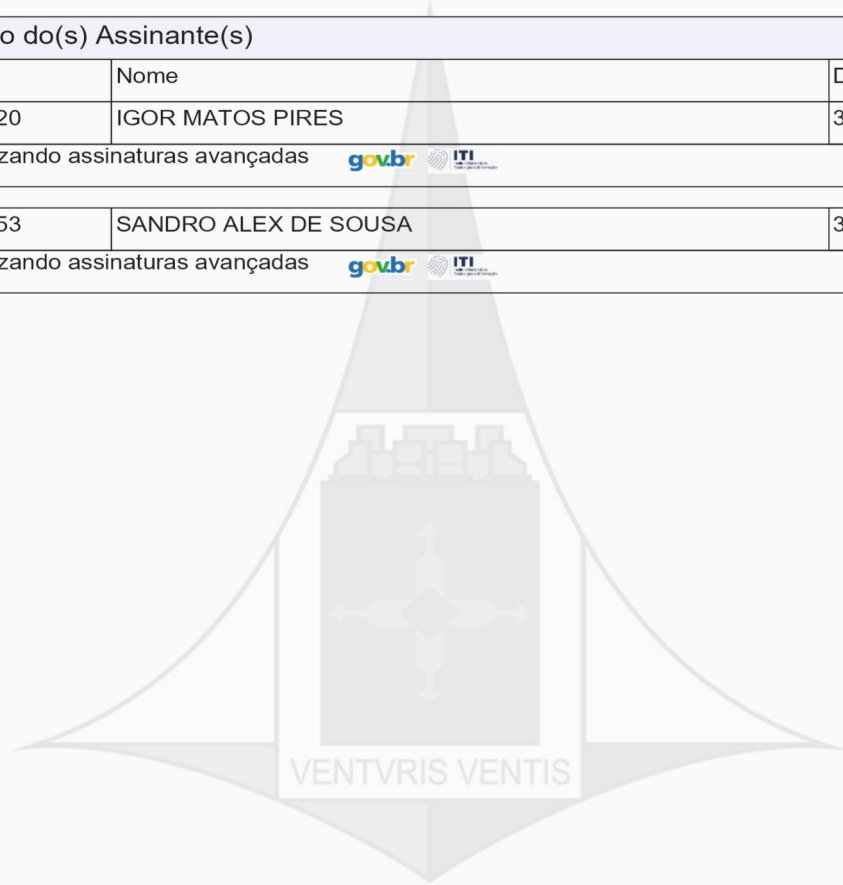 o do(s) Assinante(s)
Nome D
20 IGOR MATOS PIRES 3
zando assinaturas avançadas gov.br ITI
53 SANDRO ALEX DE SOUSA 3
zando assinaturas avançadas gov.br ITI
VENTVRIS VENTIS